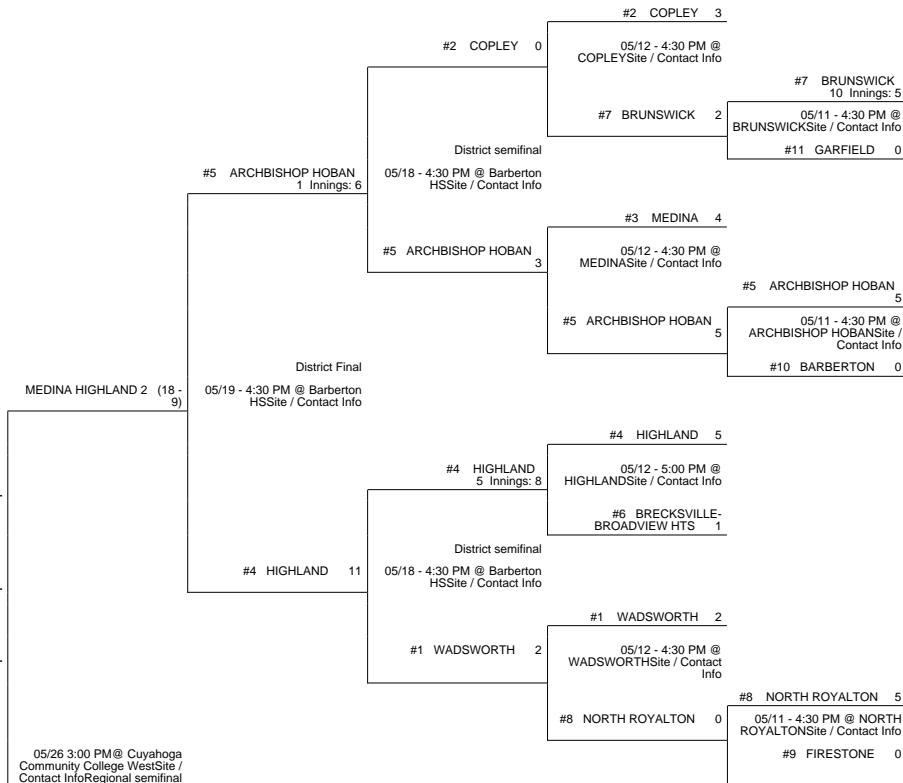 #2 COPLEY 3
#2 COPLEY 0
05/12 - 4:30 PM @
COPLEYSite / Contact Info
#7 BRUNSWICK
10 Innings: 5
#7 BRUNSWICK 2
05/11 - 4:30 PM @
BRUNSWICKSite / Contact Info
#11 GARFIELD 0
District semifinal
05/18 - 4:30 PM @ Barberton
HSSite / Contact Info
#5 ARCHBISHOP HOBAN
1 Innings: 6
#3 MEDINA 4
#5 ARCHBISHOP HOBAN
3
05/12 - 4:30 PM @
MEDINASite / Contact Info
#5 ARCHBISHOP HOBAN
5
#5 ARCHBISHOP HOBAN
5
05/11 - 4:30 PM @
ARCHBISHOP HOBANSite /
Contact Info
#10 BARBERTON 0
District Final
05/19 - 4:30 PM @ Barberton
HSSite / Contact Info
MEDINA HIGHLAND 2 (18 -
9)
#4 HIGHLAND 5
#4 HIGHLAND
5 Innings: 8
05/12 - 5:00 PM @
HIGHLANDSite / Contact Info
#6 BRECKSVILLE-
BROADVIEW HTS 1
District semifinal
05/18 - 4:30 PM @ Barberton
HSSite / Contact Info
#4 HIGHLAND 11
#1 WADSWORTH 2
#1 WADSWORTH 2
05/12 - 4:30 PM @
WADSWORTHSite / Contact
Info
#8 NORTH ROYALTON 5
#8 NORTH ROYALTON 0
05/11 - 4:30 PM @ NORTH
ROYALTONSite / Contact Info
#9 FIRESTONE 0
05/26 3:00 PM@ Cuyahoga
Community College WestSite /
Contact InfoRegional semifinal